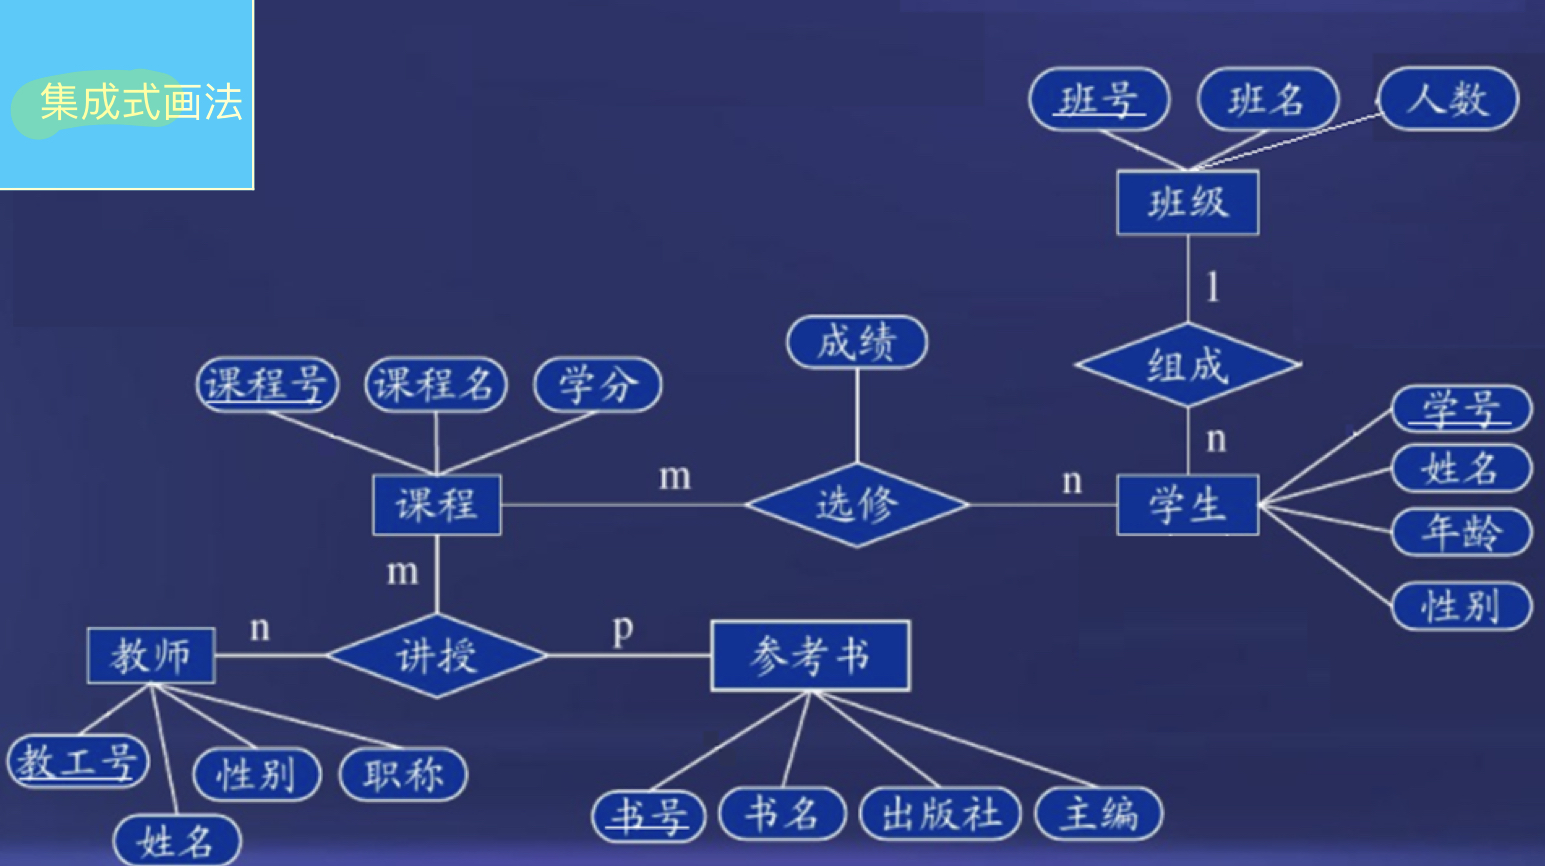 集成式画法
班号 班名 人数
班级
1
成绩
组成
课程号 课程名 学分
学号
n
姓名
m n
课程 选修 学生
年龄
m
性别
n p
教师 讲授 参考书
教工号 性别 职称
书号 书名 出版社 主编
姓名